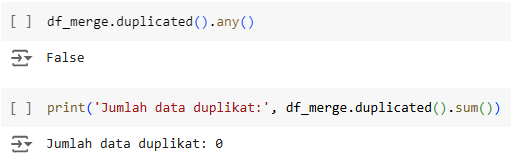 [ ] df_merge.duplicated().any()
False
[ ] print('Jumlah data duplikat:', df_merge.duplicated().sum())
Jumlah data duplikat: 0